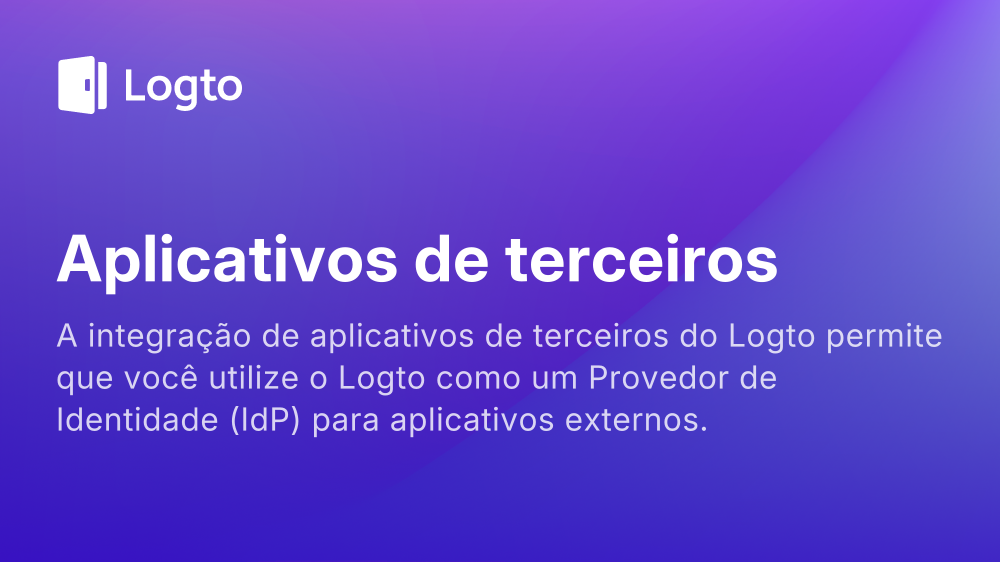 Logto
Aplicativos de terceiros
A integração de aplicativos de terceiros do Logto permite
que você utilize o Logto como um Provedor de
Identidade (IdP) para aplicativos externos.